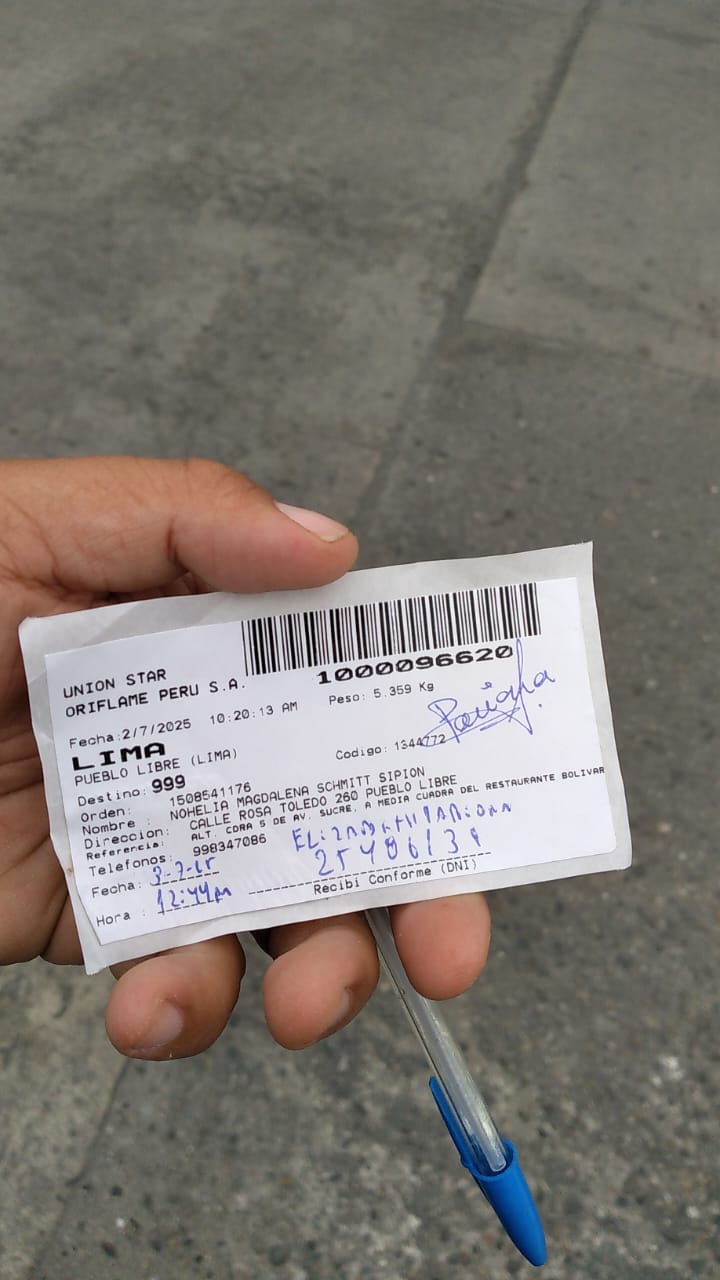 UNION STAR
ORIFLAME PERU S.A.
1000096620
Fecha:2/7/2025 10:20:13 AM
Peso: 5.359 Kg
LIMA
PUEBLO LIBRE (LIMA)
Codigo: 1344772
Destino: 999
Orden: 1508541176
Nombre : NOHELIA MAGDALENA SCHMITT SIPION
Direccion: CALLE ROSA TOLEDO 260 PUEBLO LIBRE
Referencia: ALT. CDRA 5 DE AV. SUCRE, A MEDIA CUADRA DEL RESTAURANTE BOLIVAR
Telefonos: 998347086
Fecha: 3-7-25
Hora : 12:44
Recibi Conforme (DNI)